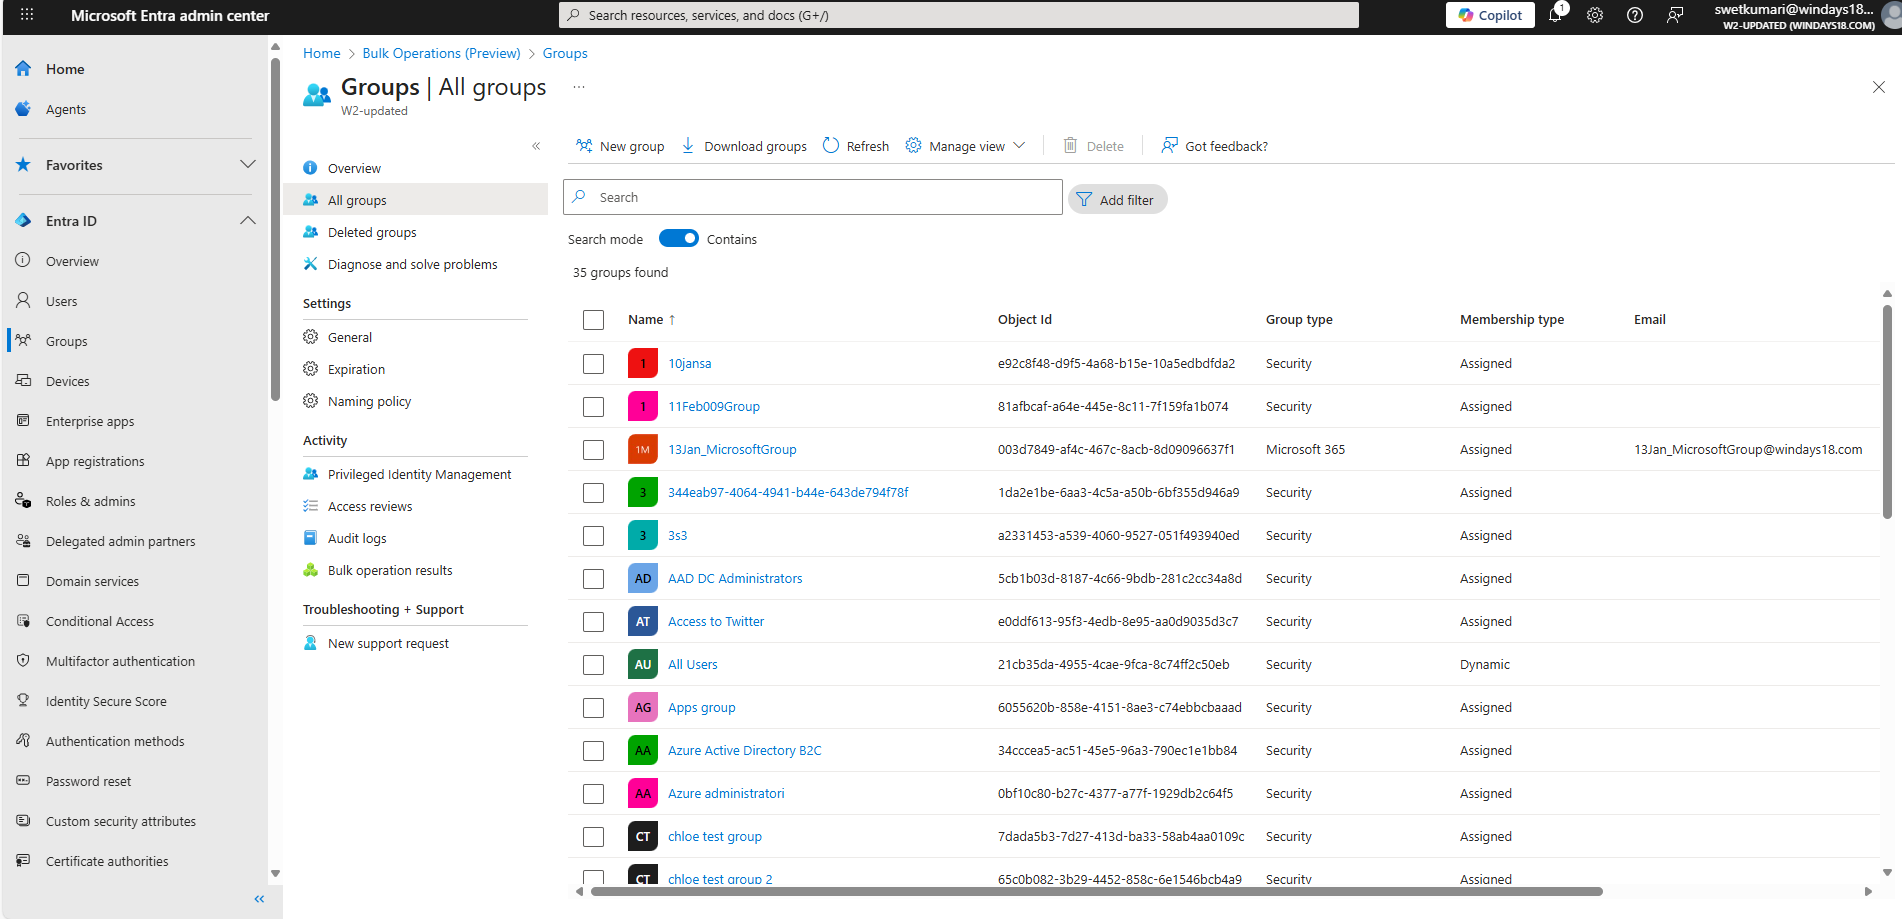 Microsoft Entra admin center
Search resources, services, and docs (G+/)
Copilot
1
swetkumari@windays18...
W2-UPDATED (WINDAYS18.COM)
Home
Agents
Favorites
Entra ID
Overview
Users
Groups
Devices
Enterprise apps
App registrations
Roles & admins
Delegated admin partners
Domain services
Conditional Access
Multifactor authentication
Identity Secure Score
Authentication methods
Password reset
Custom security attributes
Certificate authorities
Home > Bulk Operations (Preview) > Groups
Groups | All groups ...
W2-updated
Overview
All groups
Deleted groups
Diagnose and solve problems
Settings
General
Expiration
Naming policy
Activity
Privileged Identity Management
Access reviews
Audit logs
Bulk operation results
Troubleshooting + Support
New support request
New group Download groups Refresh Manage view Delete Got feedback?
Search Add filter
Search mode Contains
35 groups found
Name ↑ Object Id Group type Membership type Email
1 10jansa e92c8f48-d9f5-4a68-b15e-10a5edbdfda2 Security Assigned
1 11Feb009Group 81afbcaf-a64e-445e-8c11-7f159fa1b074 Security Assigned
1M 13Jan_MicrosoftGroup 003d7849-af4c-467c-8acb-8d09096637f1 Microsoft 365 Assigned 13Jan_MicrosoftGroup@windays18.com
3 344eab97-4064-4941-b44e-643de794f78f 1da2e1be-6aa3-4c5a-a50b-6bf355d946a9 Security Assigned
3 3s3 a2331453-a539-4060-9527-051f493940ed Security Assigned
AD AAD DC Administrators 5cb1b03d-8187-4c66-9bdb-281c2cc34a8d Security Assigned
AT Access to Twitter e0ddf613-95f3-4edb-8e95-aa0d9035d3c7 Security Assigned
AU All Users 21cb35da-4955-4cae-9fca-8c74ff2c50eb Security Dynamic
AG Apps group 6055620b-858e-4151-8ae3-c74ebbcbaaad Security Assigned
AA Azure Active Directory B2C 34cccea5-ac51-45e5-96a3-790ec1e1bb84 Security Assigned
AA Azure administratori 0bf10c80-b27c-4377-a77f-1929db2c64f5 Security Assigned
CT chloe test group 7dada5b3-7d27-413d-ba33-58ab4aa0109c Security Assigned
CT chloe test group 2 65c0b082-3b29-4452-858c-6e1546bcb4a9 Security Assigned